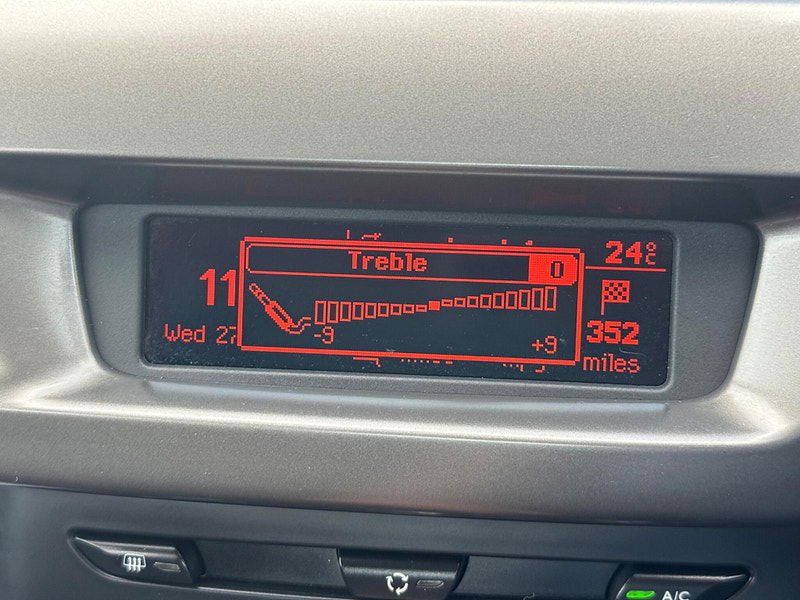 Treble 0
24°C
11
-9 +9
Wed 27
352
miles
A/C